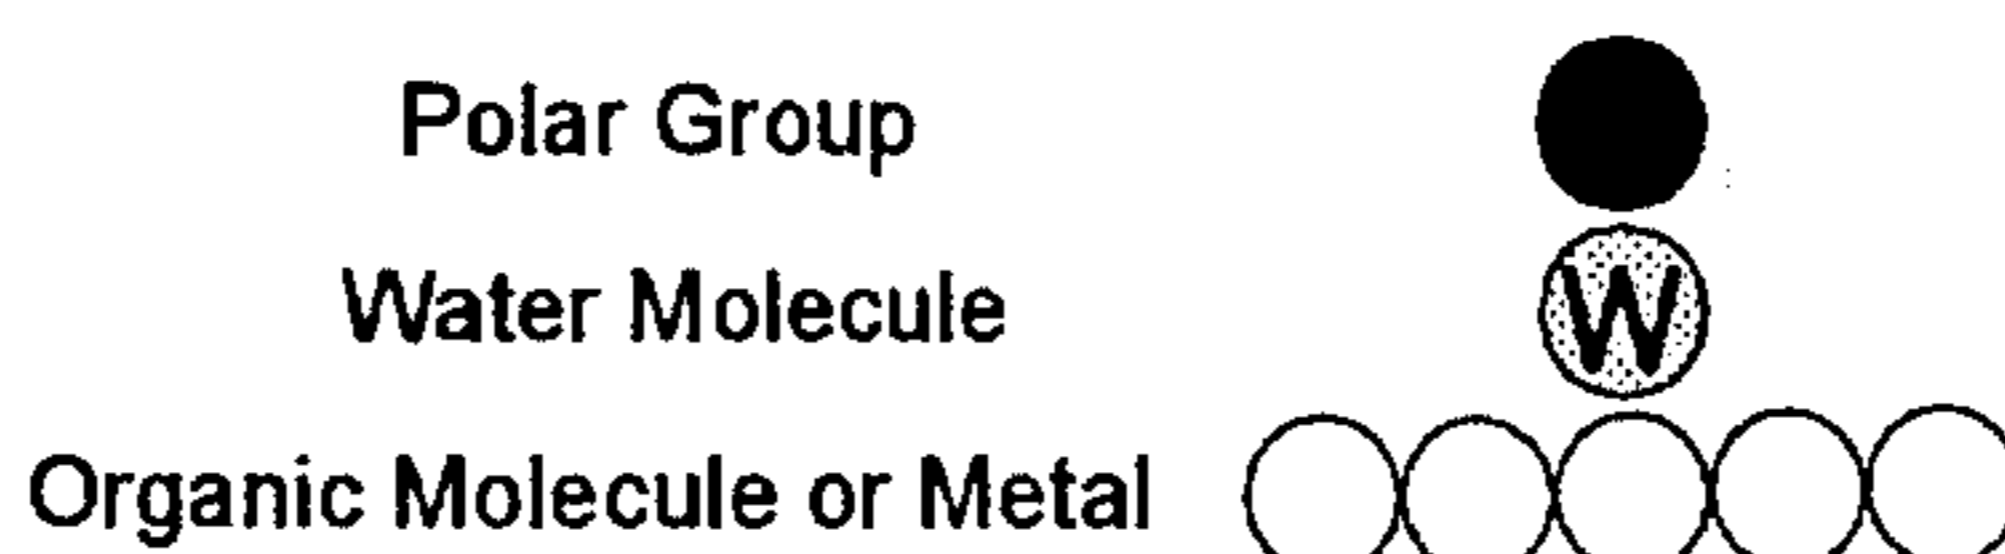 Polar Group
Water Molecule
W
Organic Molecule or Metal